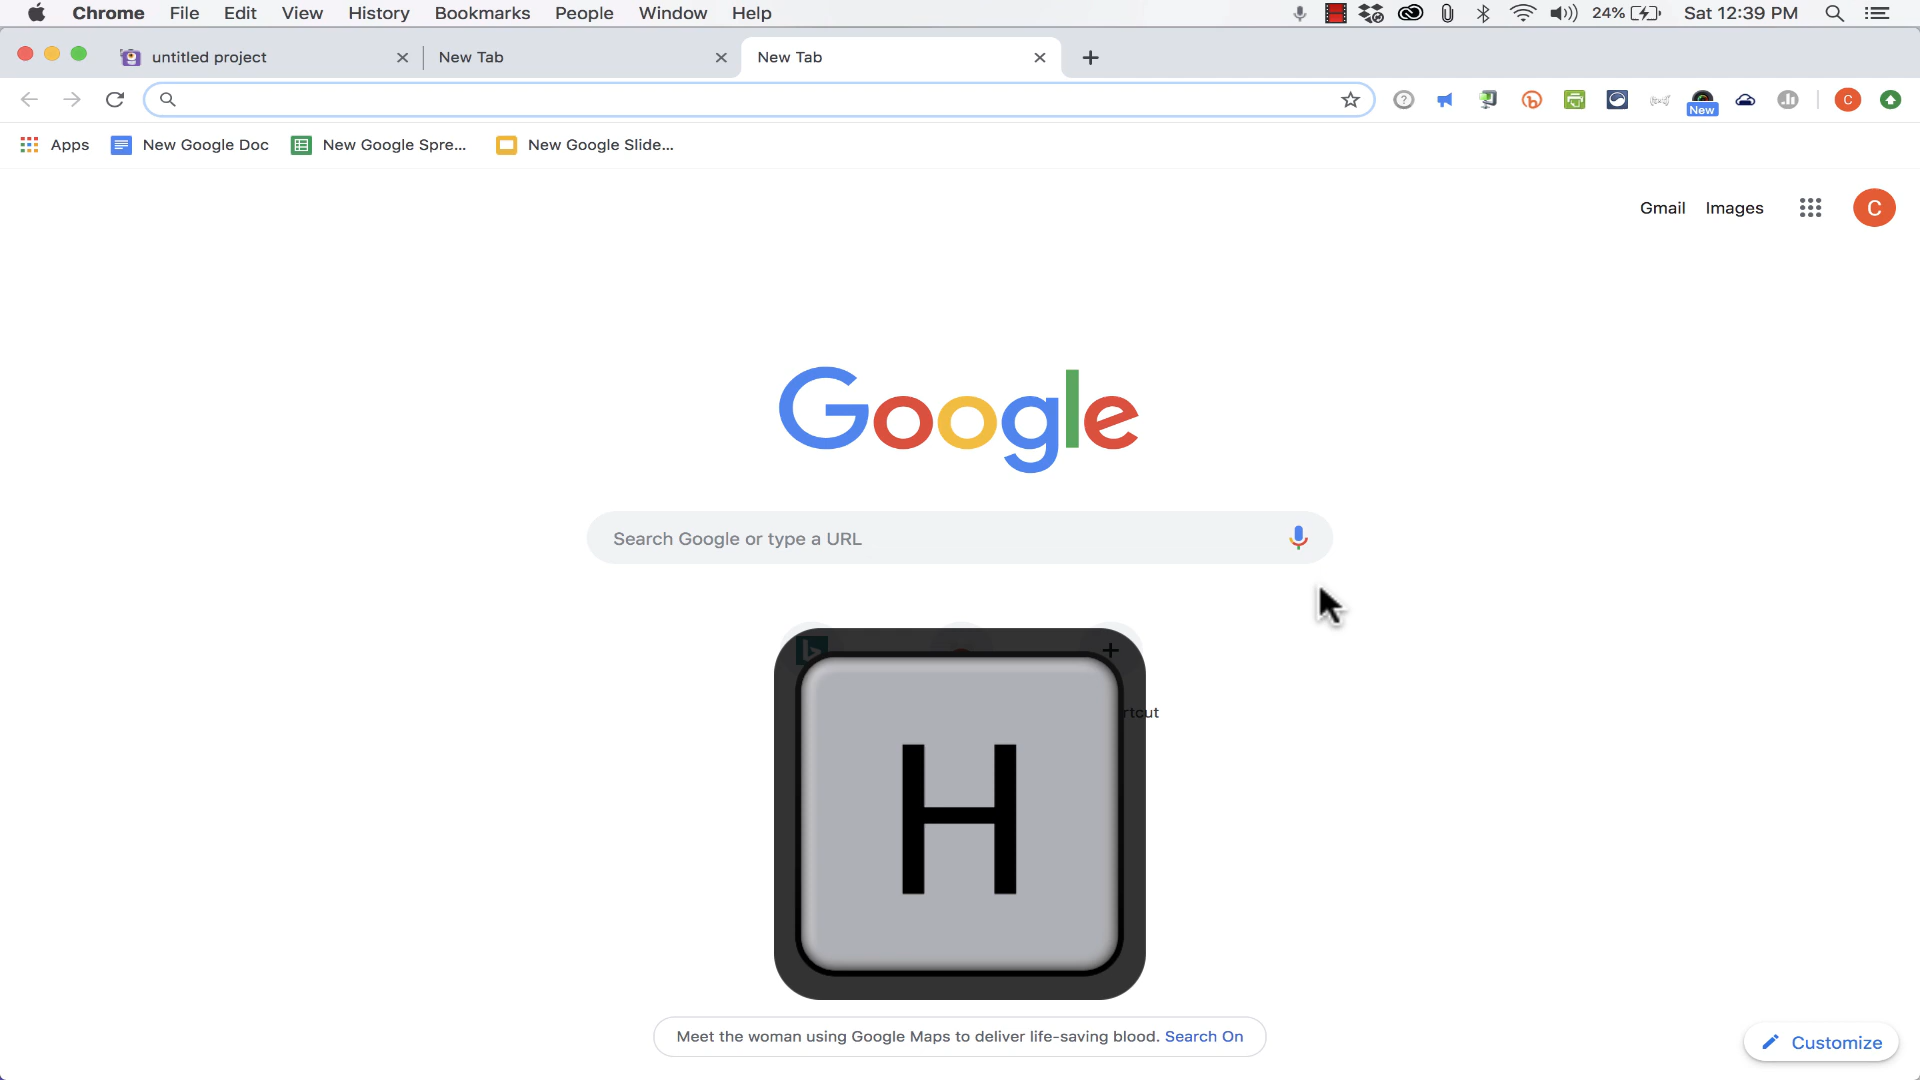 Chrome File Edit View History Bookmarks People Window Help 24% Sat 12:39 PM
untitled project New Tab New Tab
New C
Apps New Google Doc New Google Spre... New Google Slide...
Gmail Images C
Google
Search Google or type a URL
b
rtcut
H
Meet the woman using Google Maps to deliver life-saving blood. Search On
Customize